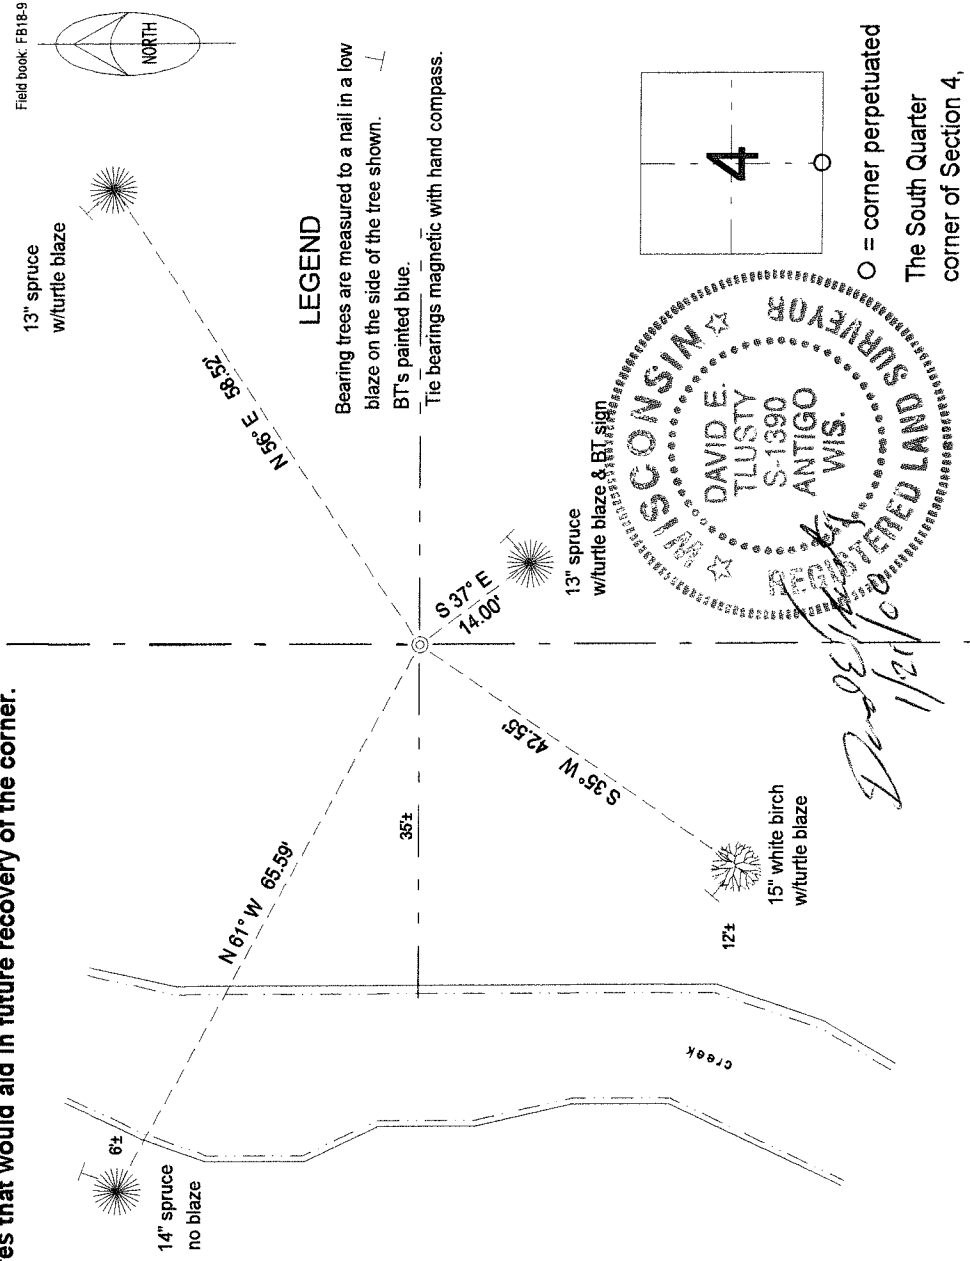 res that would aid in future recovery of the corner.
Field book: FB18-9
NORTH
13" spruce
w/turtle blaze
N 56° E 58.52'
LEGEND
Bearing trees are measured to a nail in a low
blaze on the side of the tree shown.
BT's painted blue.
Tie bearings magnetic with hand compass.
14" spruce
no blaze
6'±
N 61° W 65.59'
35'±
S 37° E
14.00'
13" spruce
w/turtle blaze & BT sign
S 35° W 42.55'
15" white birch
w/turtle blaze
12'±
creek
4
O = corner perpetuated
The South Quarter
corner of Section 4,
WISCONSIN
DAVID E.
TLUSTY
S-1390
ANTIGO
WIS.
REGISTERED LAND SURVEYOR